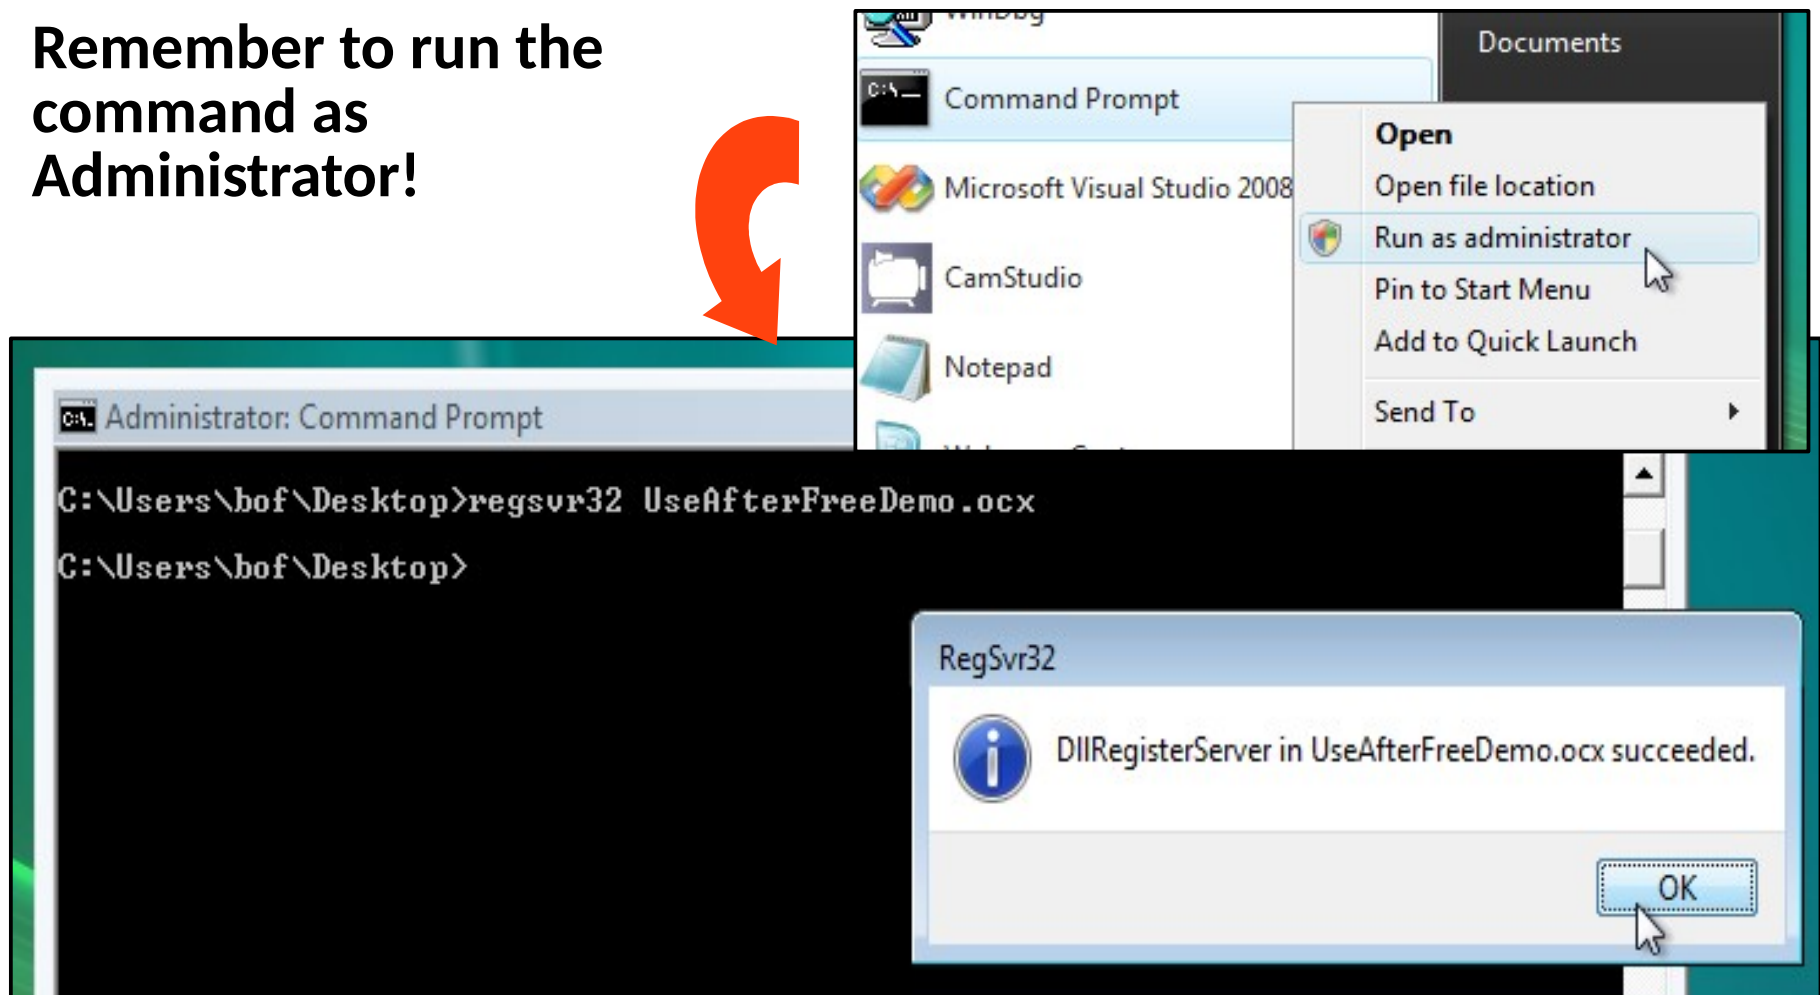 Remember to run the
command as
Administrator!
WinDbg
Documents
Command Prompt
Open
Microsoft Visual Studio 2008
Open file location
Run as administrator
CamStudio
Pin to Start Menu
Add to Quick Launch
Notepad
Send To
Administrator: Command Prompt
C:\Users\bof\Desktop>regsvr32 UseAfterFreeDemo.ocx
C:\Users\bof\Desktop>
RegSvr32
DllRegisterServer in UseAfterFreeDemo.ocx succeeded.
OK